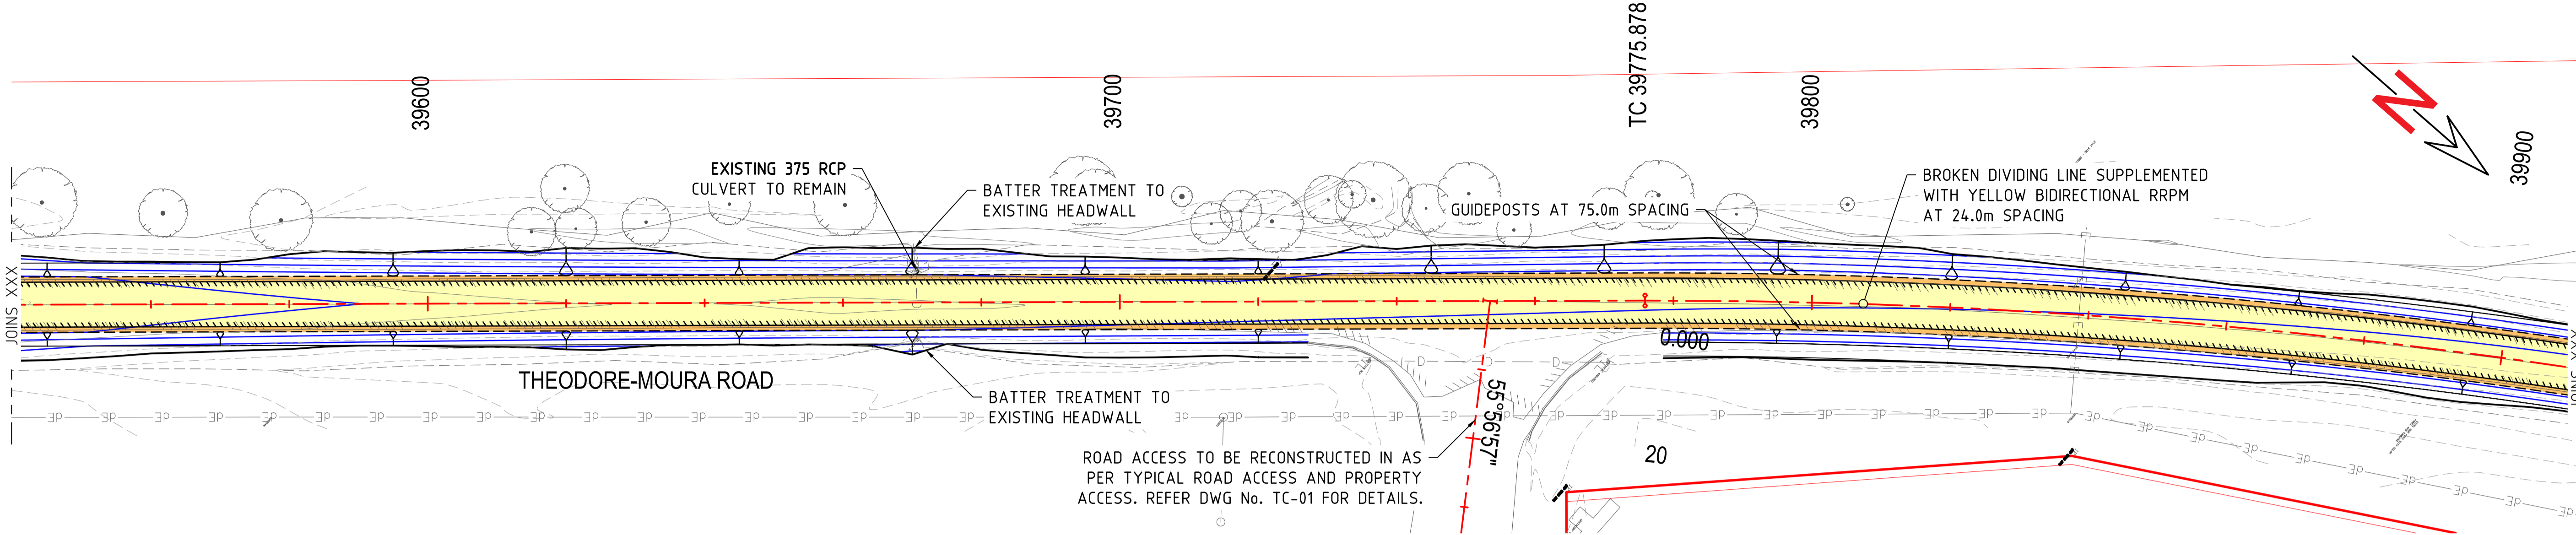 TC 39775.878
39600
39700
39800
39900
N
EXISTING 375 RCP
CULVERT TO REMAIN
BATTER TREATMENT TO
EXISTING HEADWALL
GUIDEPOSTS AT 75.0m SPACING
BROKEN DIVIDING LINE SUPPLEMENTED
WITH YELLOW BIDIRECTIONAL RRPM
AT 24.0m SPACING
JOINS XXX
0.000
THEODORE-MOURA ROAD
BATTER TREATMENT TO
EXISTING HEADWALL
55°56'57"
ROAD ACCESS TO BE RECONSTRUCTED IN AS
PER TYPICAL ROAD ACCESS AND PROPERTY
ACCESS. REFER DWG No. TC-01 FOR DETAILS.
20